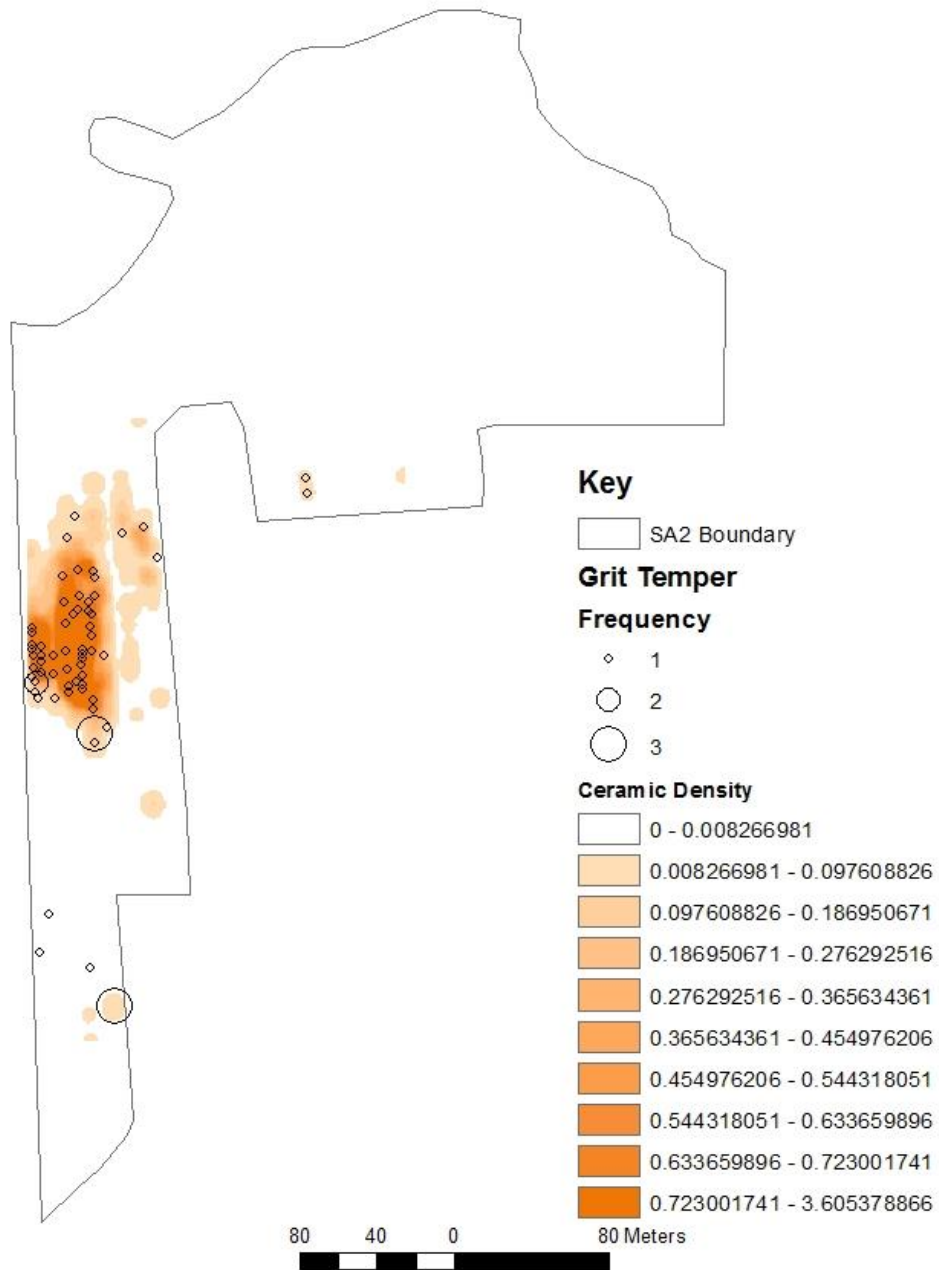 Key
SA2 Boundary
Grit Temper
Frequency
1
2
3
Ceramic Density
0 - 0.008266981
0.008266981 - 0.097608826
0.097608826 - 0.186950671
0.186950671 - 0.276292516
0.276292516 - 0.365634361
0.365634361 - 0.454976206
0.454976206 - 0.544318051
0.544318051 - 0.633659896
0.633659896 - 0.723001741
0.723001741 - 3.605378866
80 40 0 80 Meters